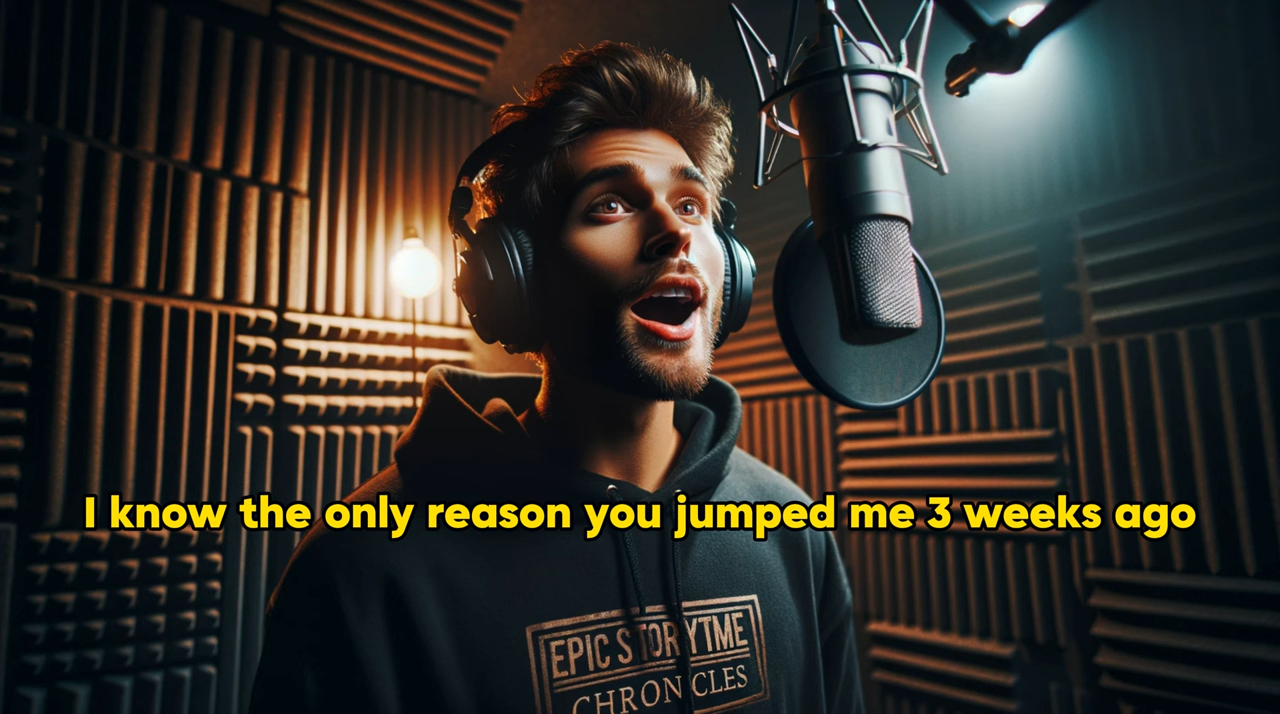 I know the only reason you jumped me 3 weeks ago
EPIC STORYTME
CHRONCLES